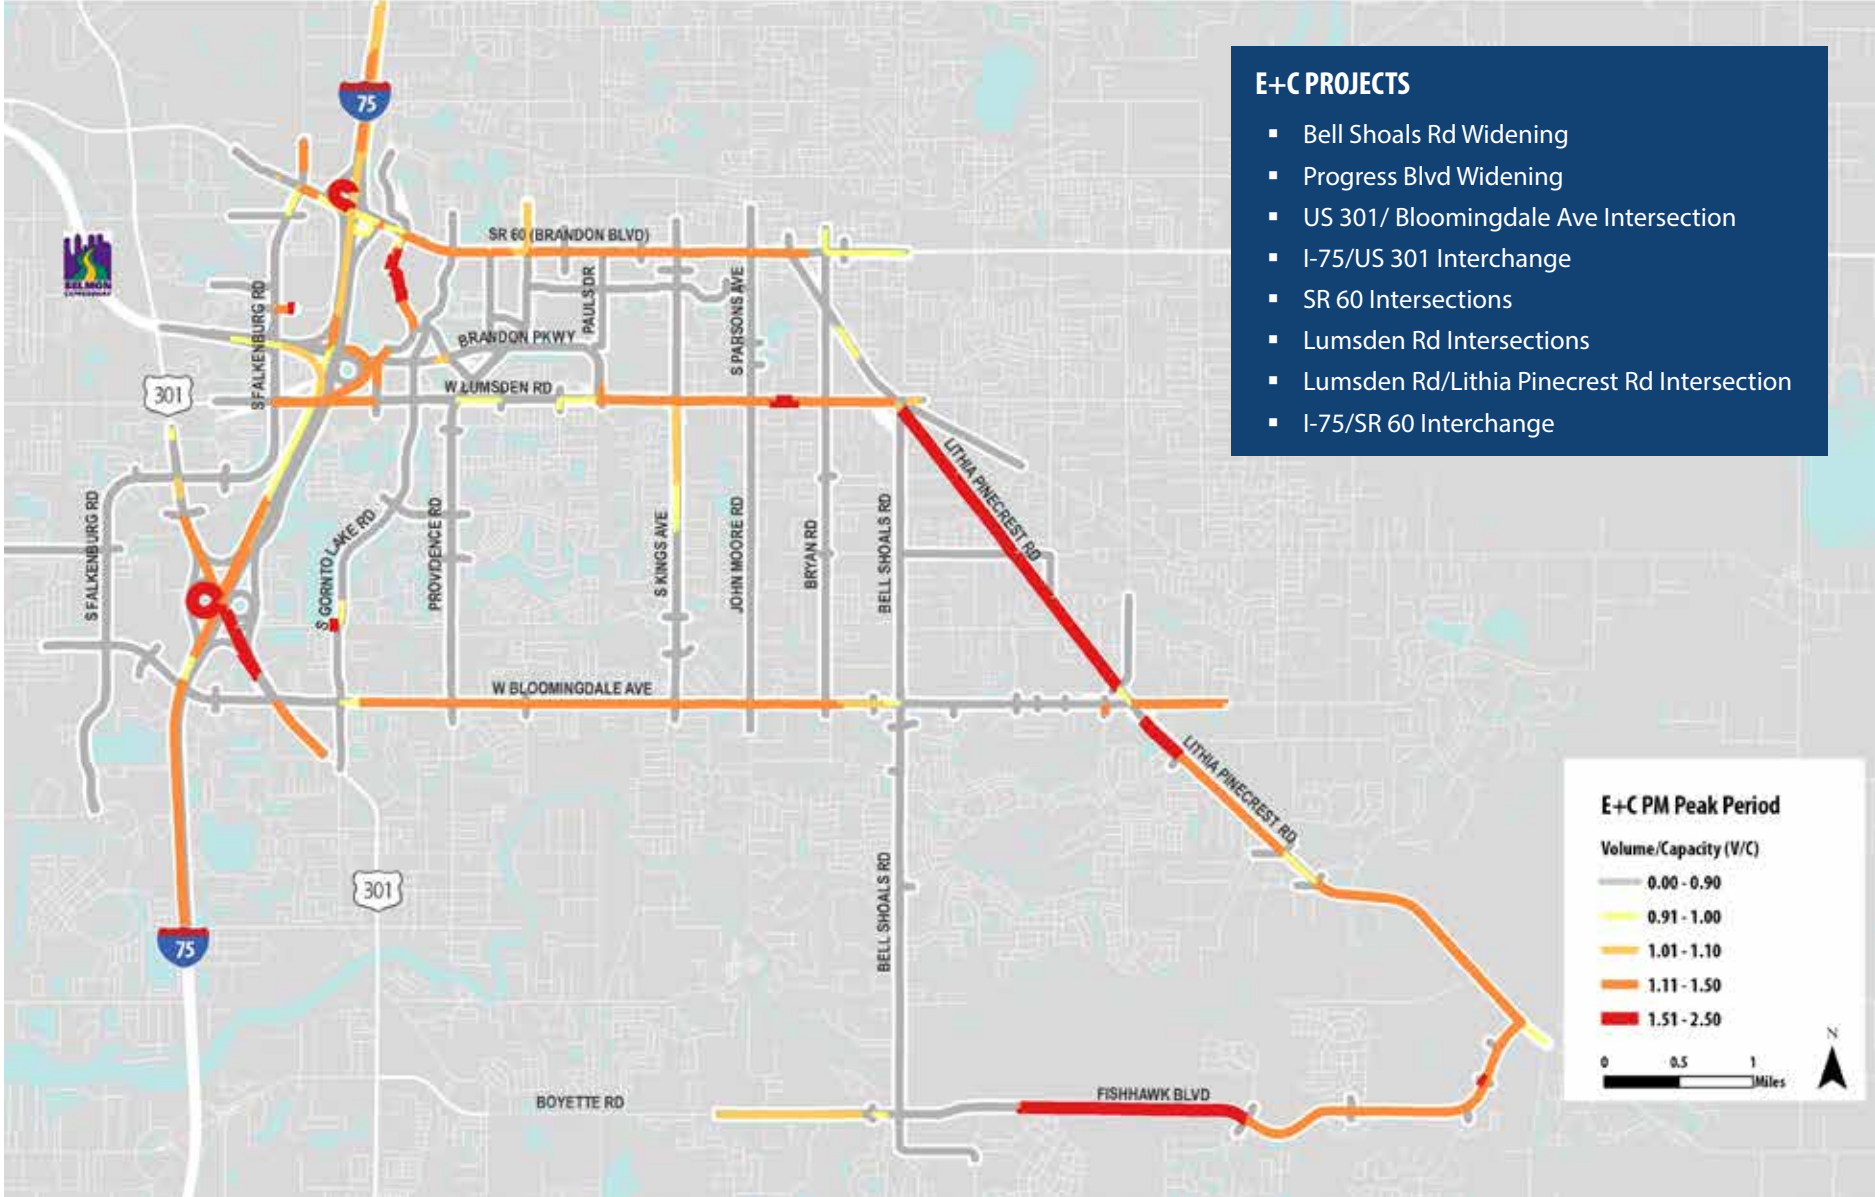 E+C PROJECTS
▪ Bell Shoals Rd Widening
▪ Progress Blvd Widening
▪ US 301/ Bloomingdale Ave Intersection
▪ I-75/US 301 Interchange
▪ SR 60 Intersections
▪ Lumsden Rd Intersections
▪ Lumsden Rd/Lithia Pinecrest Rd Intersection
▪ I-75/SR 60 Interchange
75
SR 60 (BRANDON BLVD)
S FALKENBURG RD
PAULS DR
S PARSONS AVE
BRANDON PKWY
W LUMSDEN RD
301
LITHIA PINECREST RD
S FALKENBURG RD
S GORNTO LAKE RD
PROVIDENCE RD
S KINGS AVE
JOHN MOORE RD
BRYAN RD
BELL SHOALS RD
W BLOOMINGDALE AVE
LITHIA PINECREST RD
301
BELL SHOALS RD
75
BOYETTE RD
FISHHAWK BLVD
E+C PM Peak Period
Volume/Capacity (V/C)
0.00 - 0.90
0.91 - 1.00
1.01 - 1.10
1.11 - 1.50
1.51 - 2.50
0 0.5 1
Miles
N